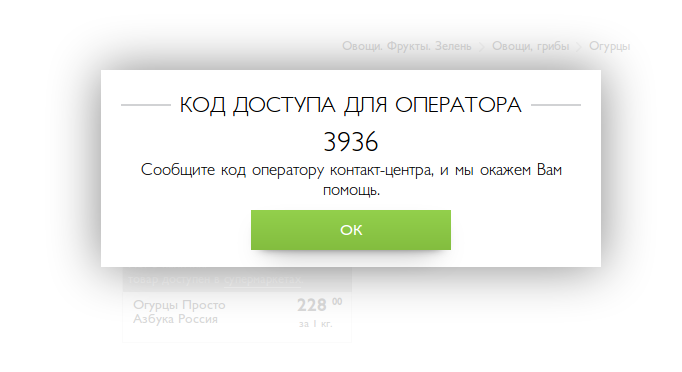 Овощи. Фрукты. Зелень > Овощи, грибы > Огурцы
КОД ДОСТУПА ДЛЯ ОПЕРАТОРА
3936
Сообщите код оператору контакт-центра, и мы окажем Вам
помощь.
ОК
Огурцы Просто
Азбука Россия
228 00
за 1 кг.